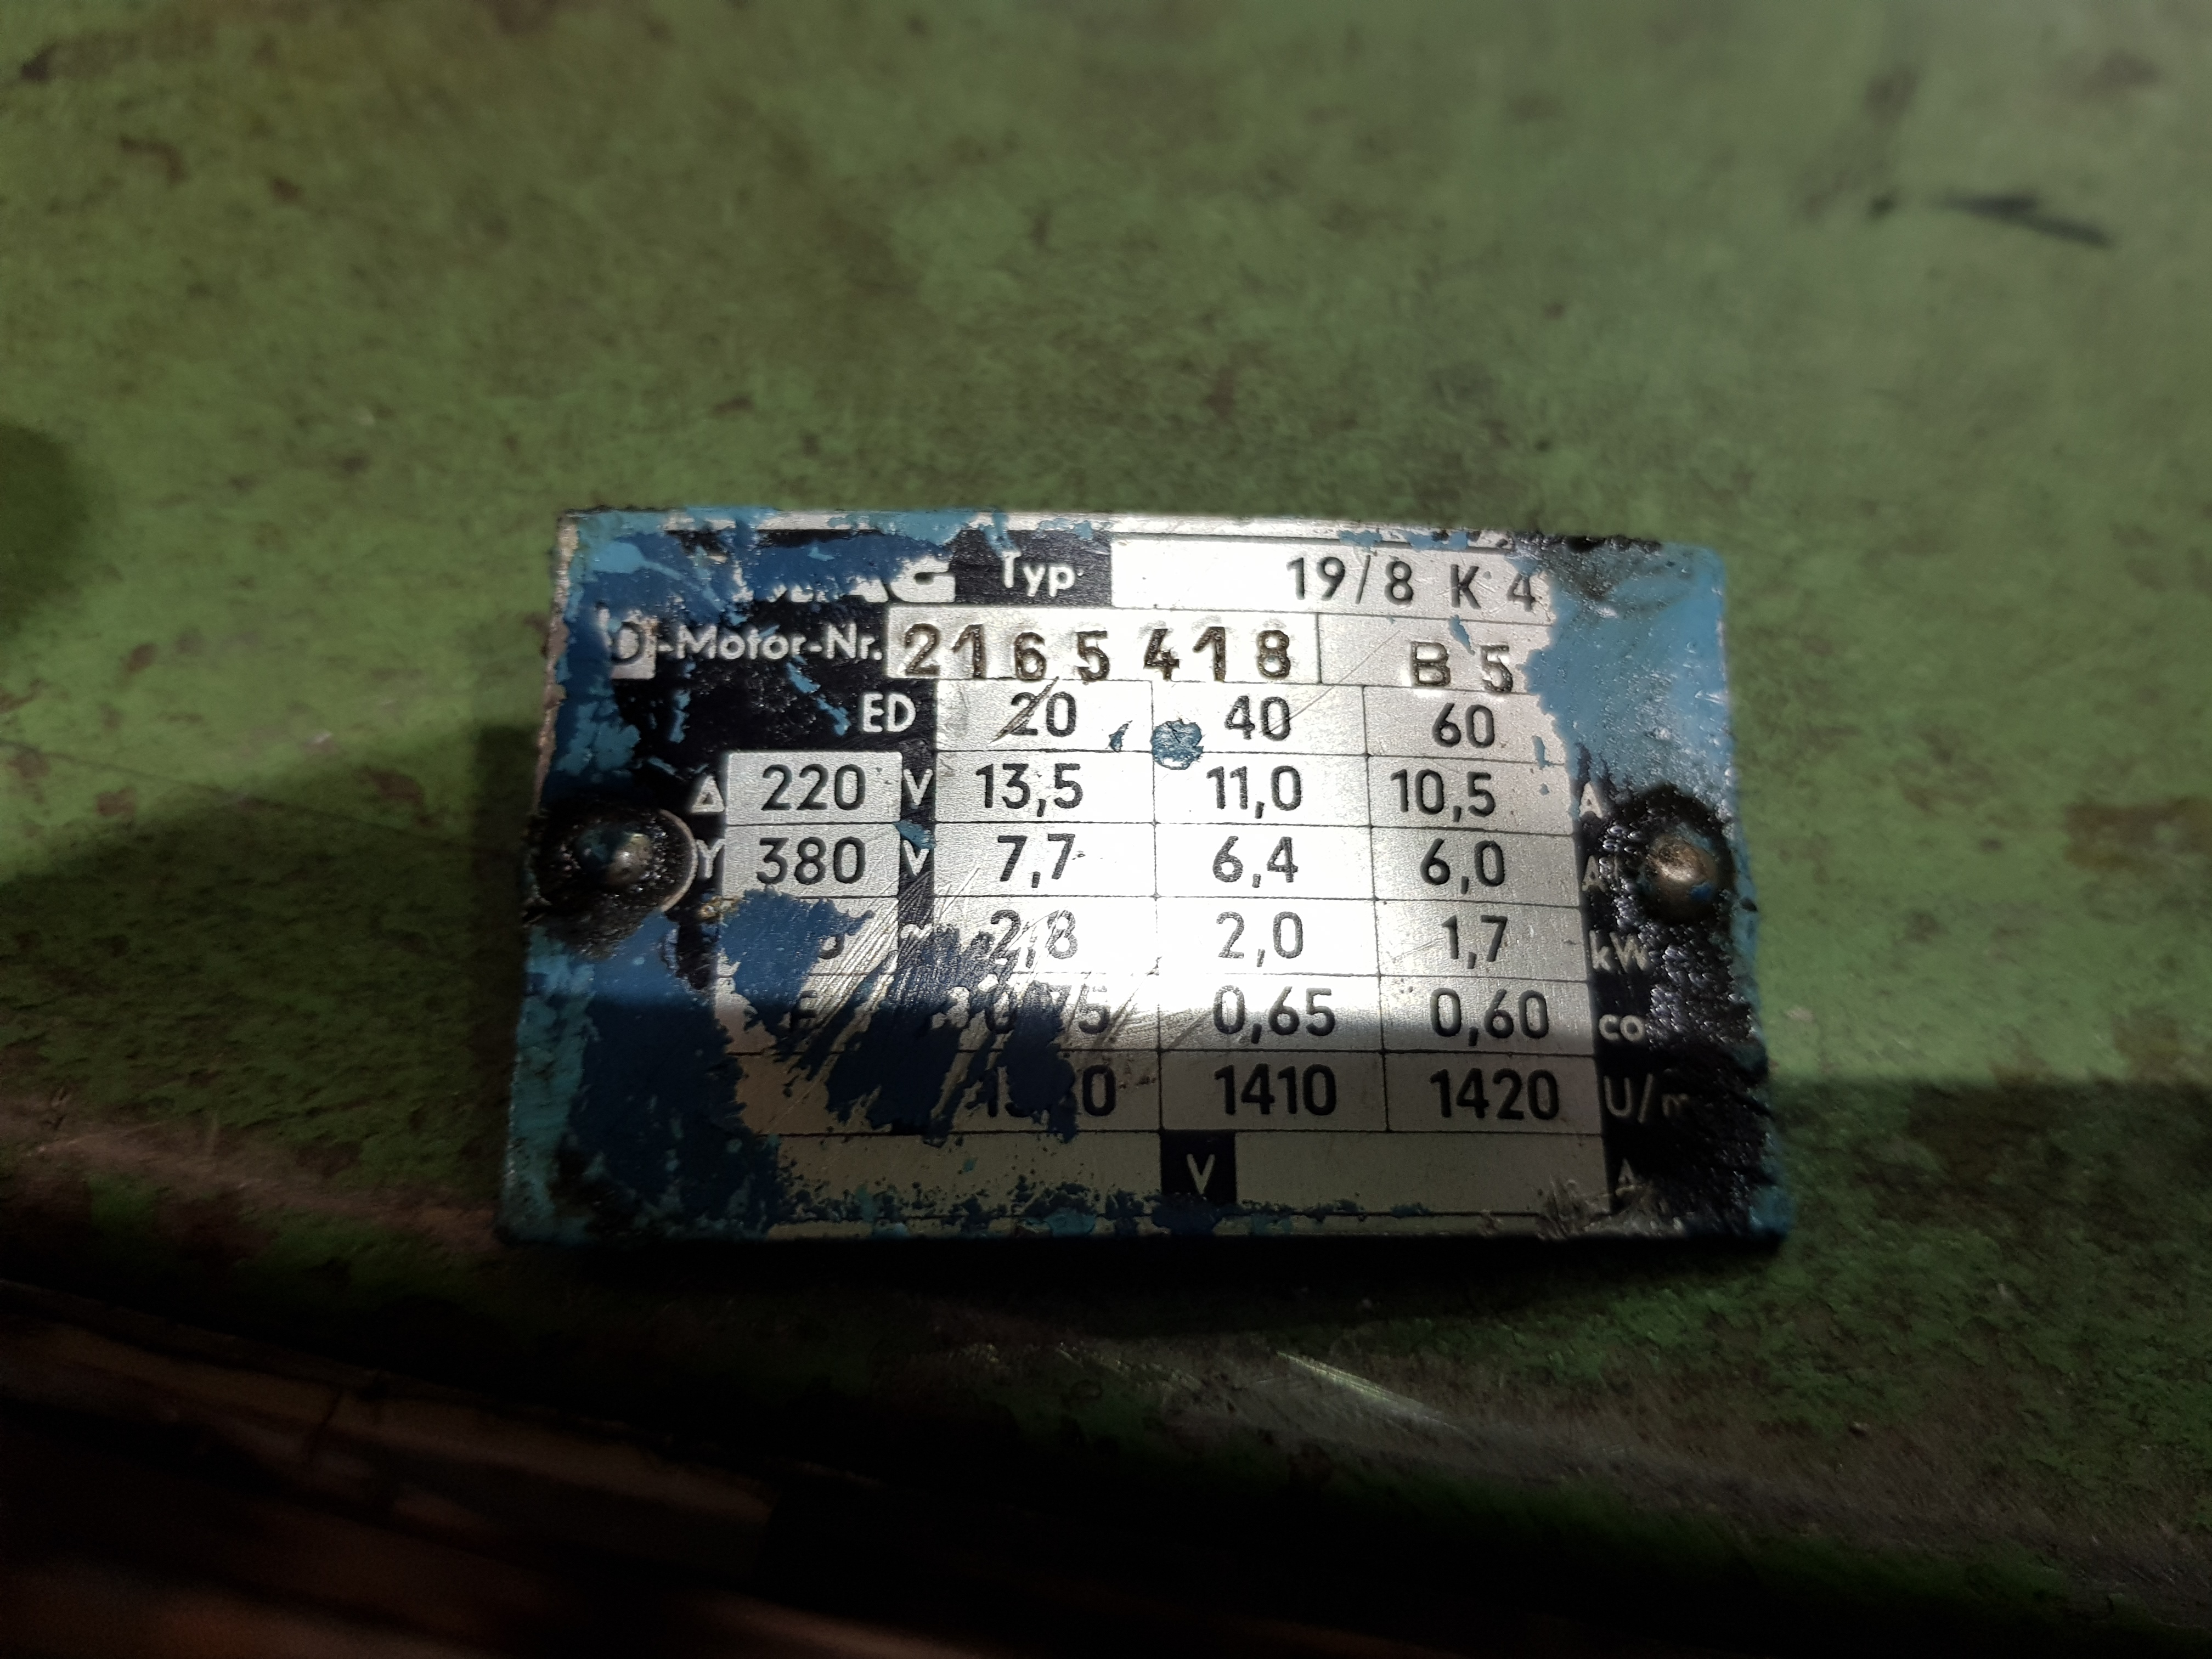 Typ 19/8 K 4
D-Motor-Nr. 2165418 B 5
ED 20 40 60
Δ 220 V 13,5 11,0 10,5 A
Y 380 V 7,7 6,4 6,0 A
2,8 2,0 1,7 kW
0,65 0,60
1410 1420
V A